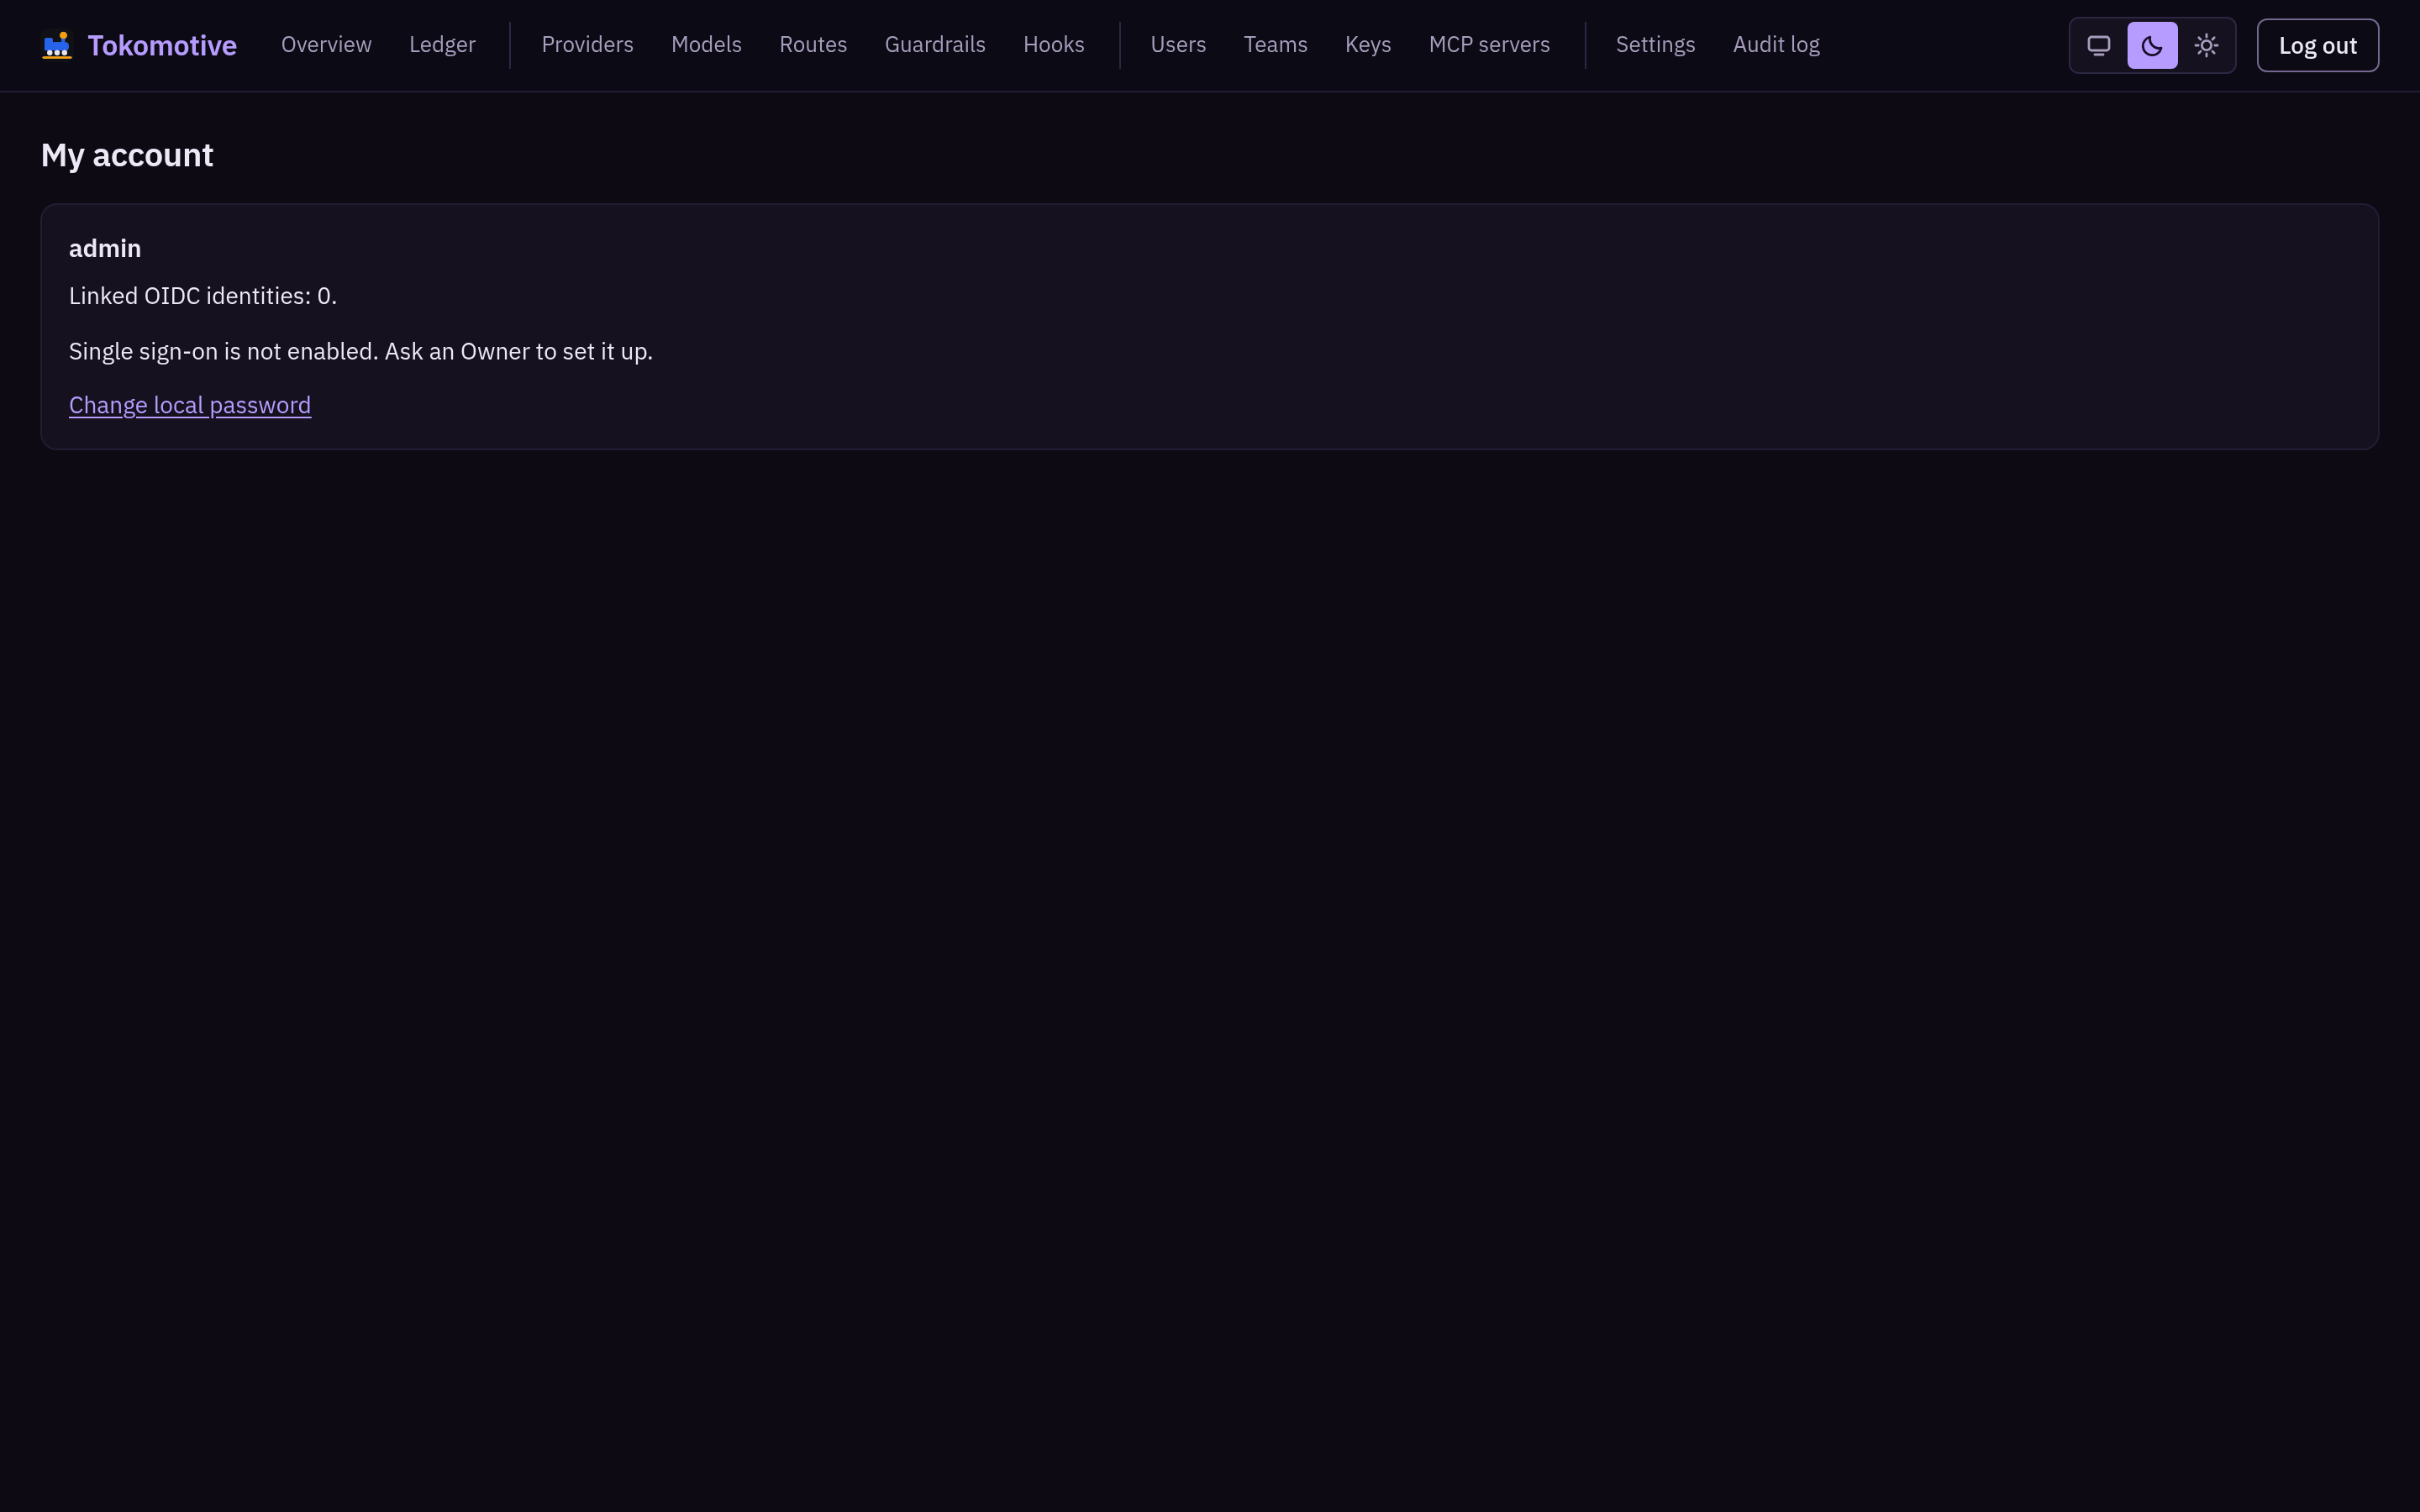 Tokomotive Overview Ledger Providers Models Routes Guardrails Hooks Users Teams Keys MCP servers Settings Audit log Log out
My account
admin
Linked OIDC identities: 0.
Single sign-on is not enabled. Ask an Owner to set it up.
Change local password